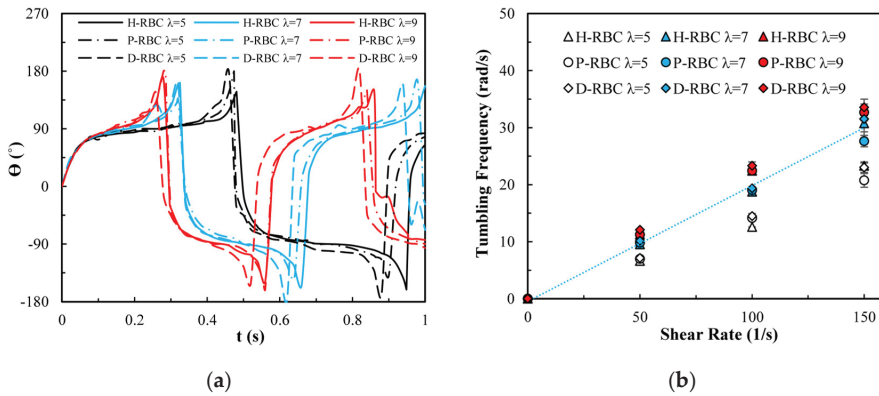 270
180
90
0
-90
-180
Θ (°)
0
0.2
0.4
0.6
0.8
1
t (s)
H-RBC λ=5
H-RBC λ=7
H-RBC λ=9
P-RBC λ=5
P-RBC λ=7
P-RBC λ=9
D-RBC λ=5
D-RBC λ=7
D-RBC λ=9
(a)
50
40
30
20
10
0
Tumbling Frequency (rad/s)
0
50
100
150
Shear Rate (1/s)
H-RBC λ=5
H-RBC λ=7
H-RBC λ=9
P-RBC λ=5
P-RBC λ=7
P-RBC λ=9
D-RBC λ=5
D-RBC λ=7
D-RBC λ=9
(b)